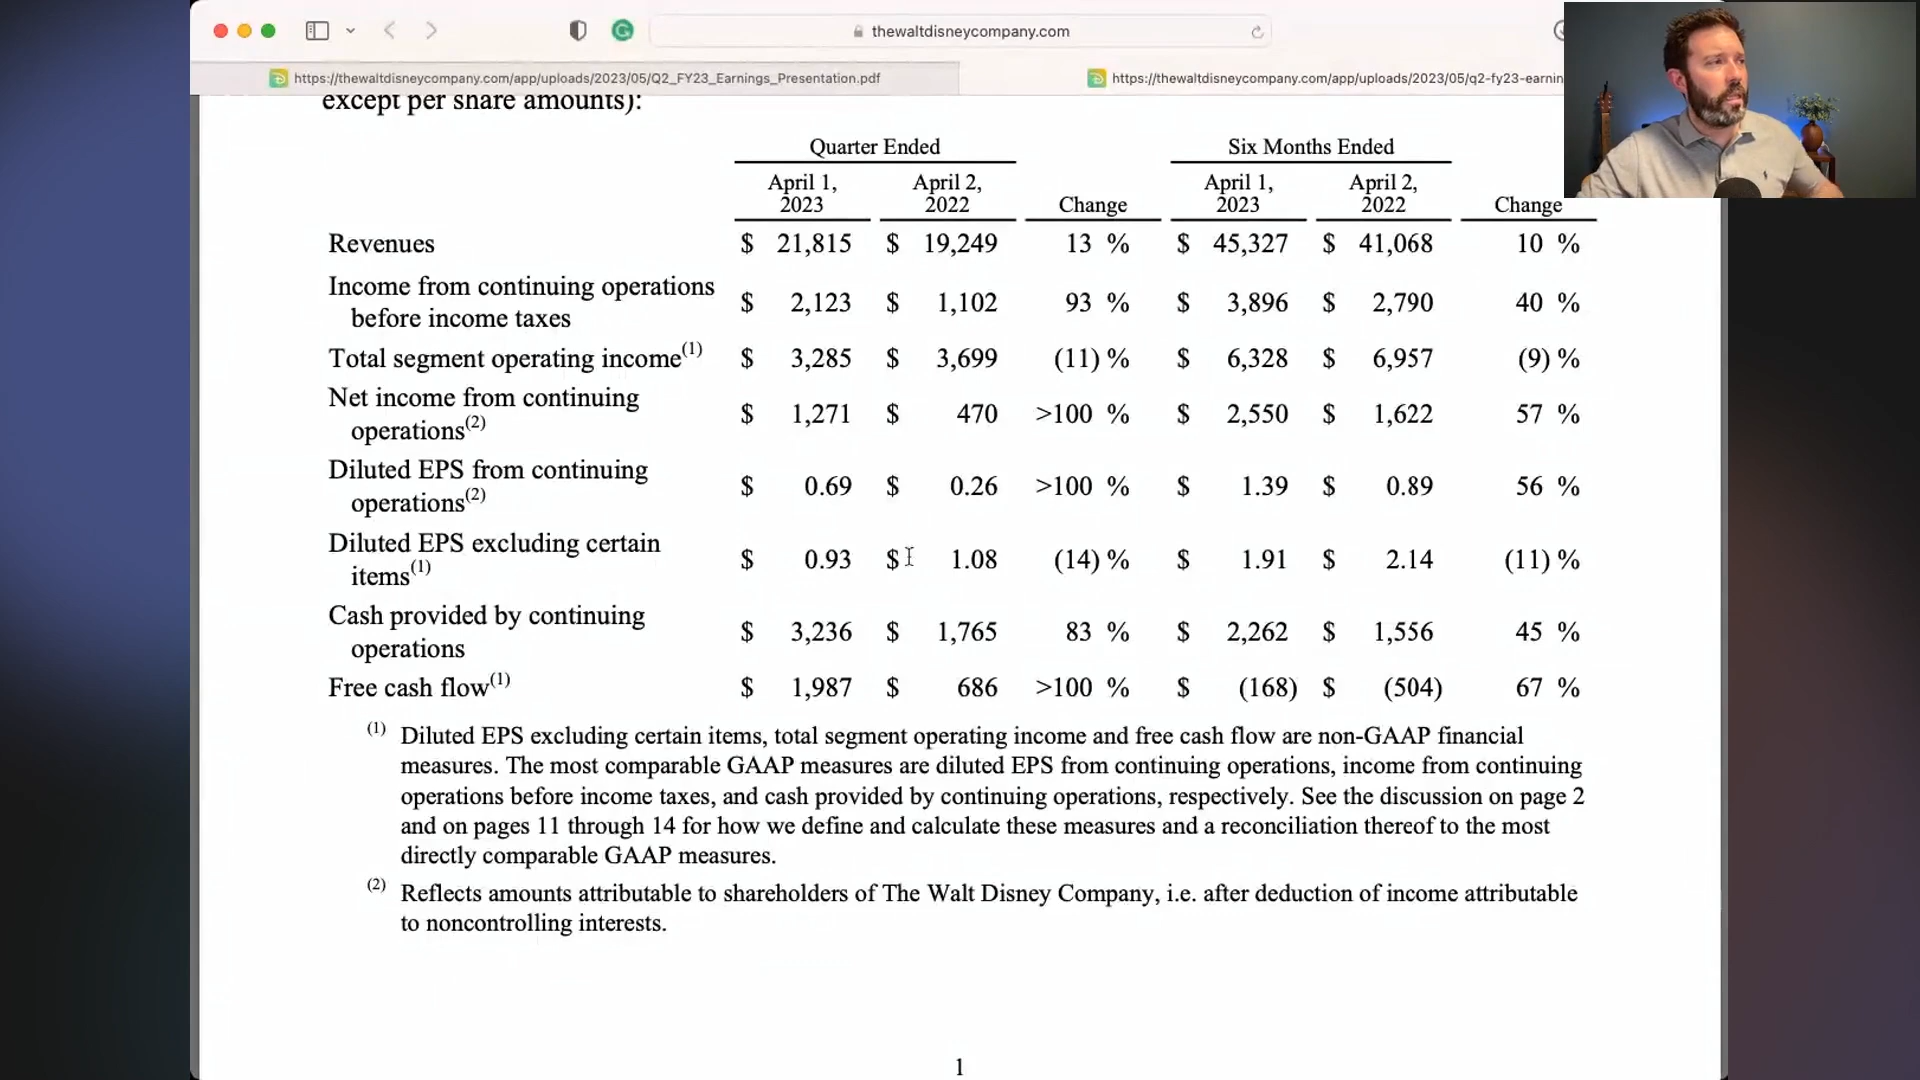 thewaltdisneycompany.com
https://thewaltdisneycompany.com/app/uploads/2023/05/Q2_FY23_Earnings_Presentation.pdf
https://thewaltdisneycompany.com/app/uploads/2023/05/q2-fy23-earnin
except per share amounts):
Quarter Ended Six Months Ended
April 1, 2023 April 2, 2022 Change April 1, 2023 April 2, 2022 Change
Revenues $ 21,815 $ 19,249 13 % $ 45,327 $ 41,068 10 %
Income from continuing operations
before income taxes $ 2,123 $ 1,102 93 % $ 3,896 $ 2,790 40 %
Total segment operating income(1) $ 3,285 $ 3,699 (11) % $ 6,328 $ 6,957 (9) %
Net income from continuing
operations(2) $ 1,271 $ 470 >100 % $ 2,550 $ 1,622 57 %
Diluted EPS from continuing
operations(2) $ 0.69 $ 0.26 >100 % $ 1.39 $ 0.89 56 %
Diluted EPS excluding certain
items(1) $ 0.93 $ 1.08 (14) % $ 1.91 $ 2.14 (11) %
Cash provided by continuing
operations $ 3,236 $ 1,765 83 % $ 2,262 $ 1,556 45 %
Free cash flow(1) $ 1,987 $ 686 >100 % $ (168) $ (504) 67 %
(1) Diluted EPS excluding certain items, total segment operating income and free cash flow are non-GAAP financial
measures. The most comparable GAAP measures are diluted EPS from continuing operations, income from continuing
operations before income taxes, and cash provided by continuing operations, respectively. See the discussion on page 2
and on pages 11 through 14 for how we define and calculate these measures and a reconciliation thereof to the most
directly comparable GAAP measures.
(2) Reflects amounts attributable to shareholders of The Walt Disney Company, i.e. after deduction of income attributable
to noncontrolling interests.
1